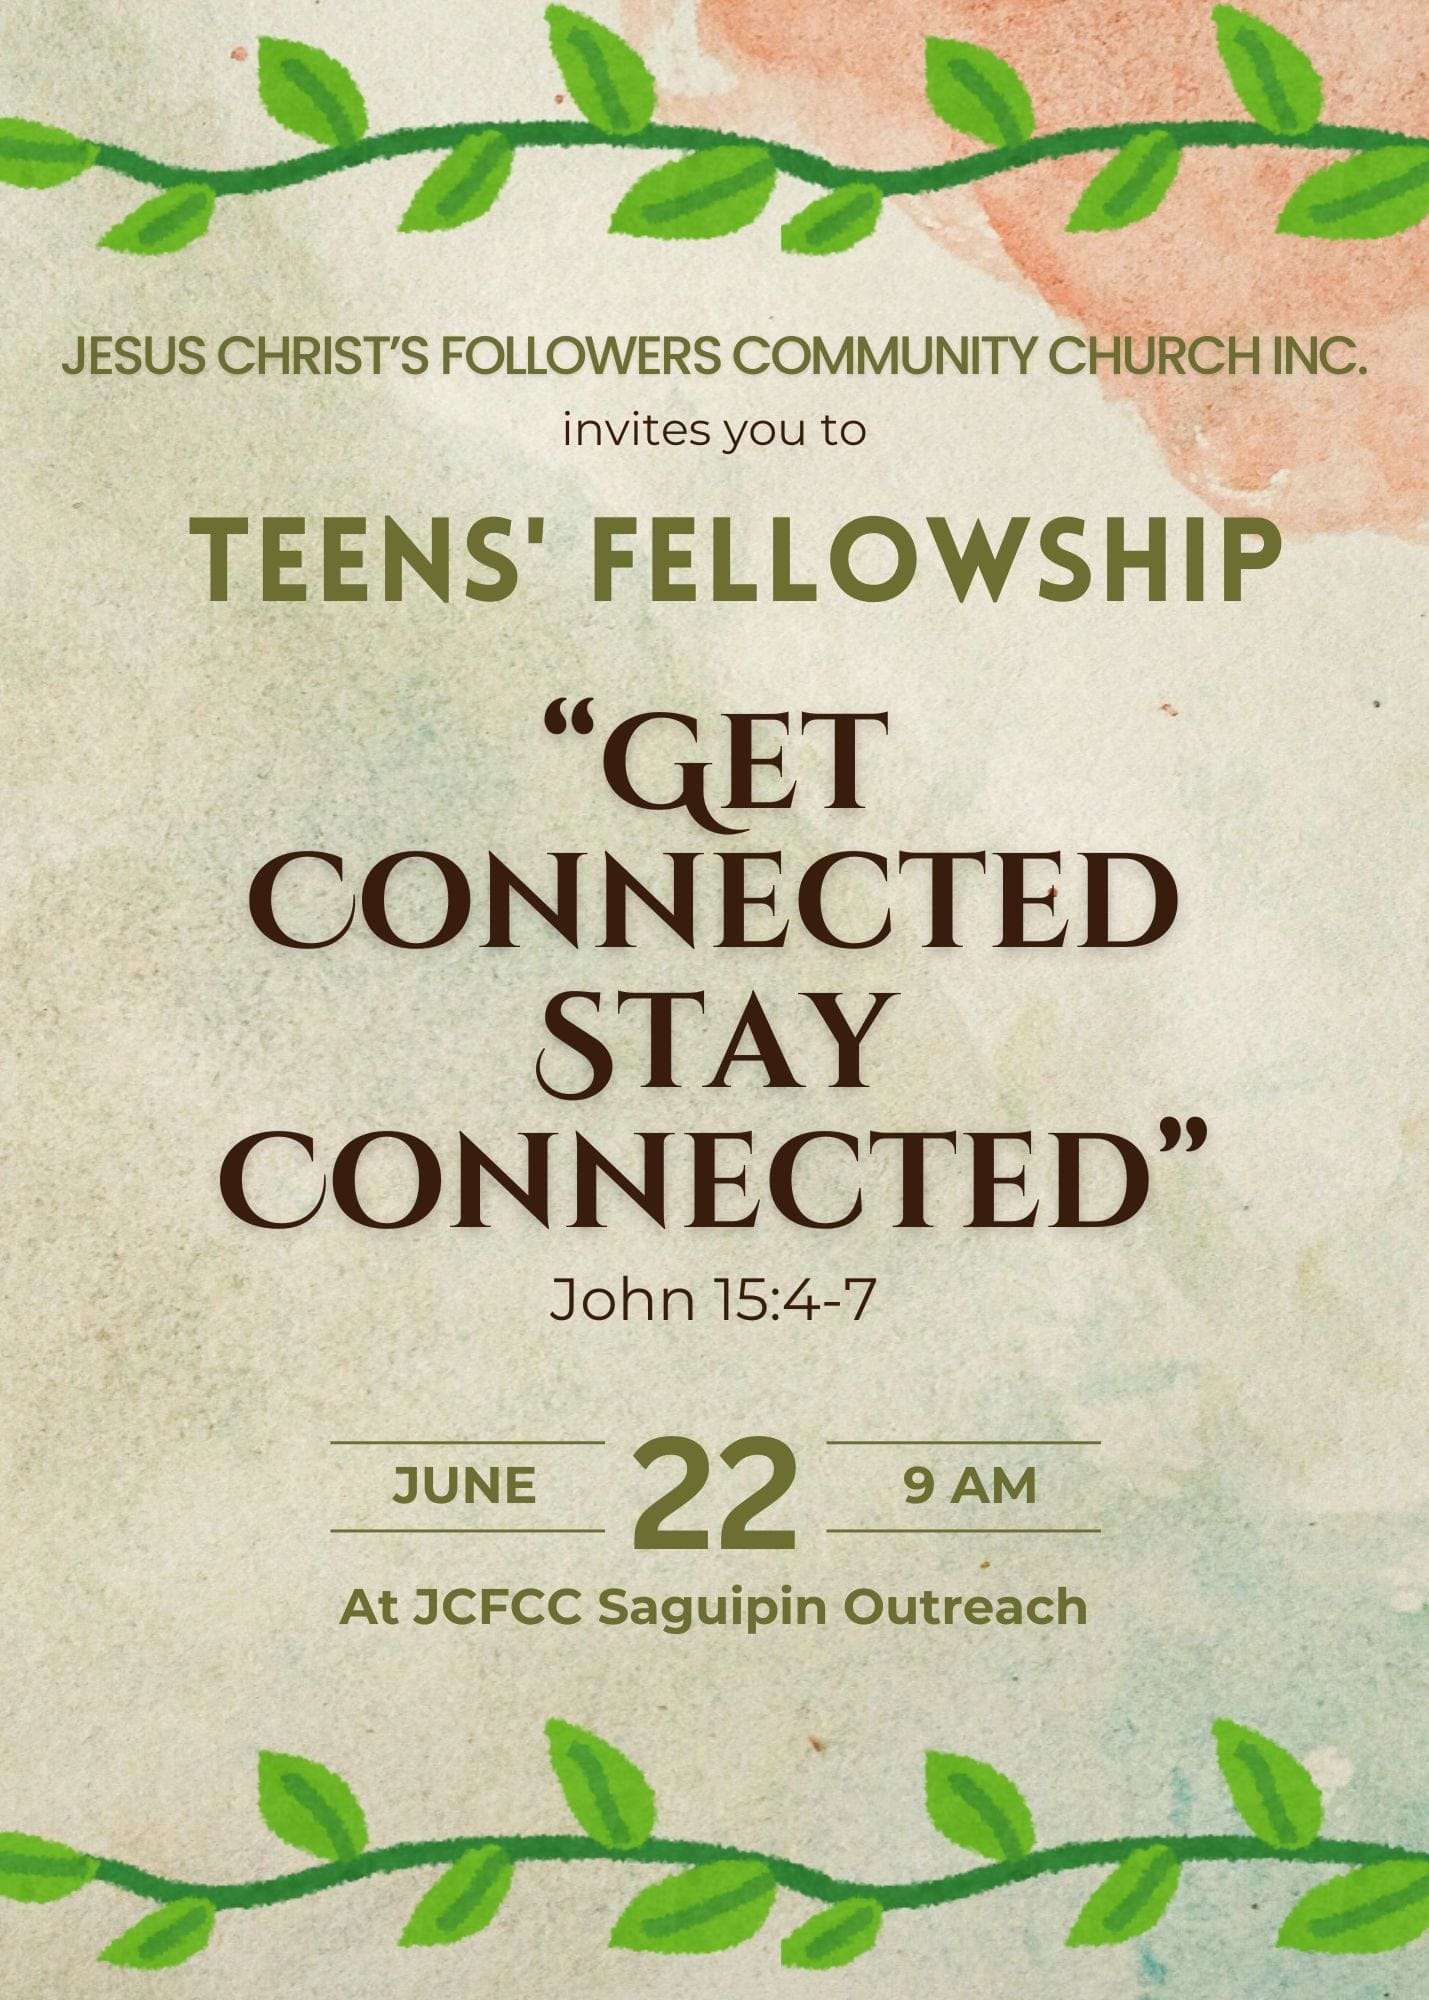 JESUS CHRIST’S FOLLOWERS COMMUNITY CHURCH INC.
invites you to
TEENS' FELLOWSHIP
“GET
CONNECTED
STAY
CONNECTED”
John 15:4-7
JUNE 22 9 AM
At JCFCC Saguipin Outreach